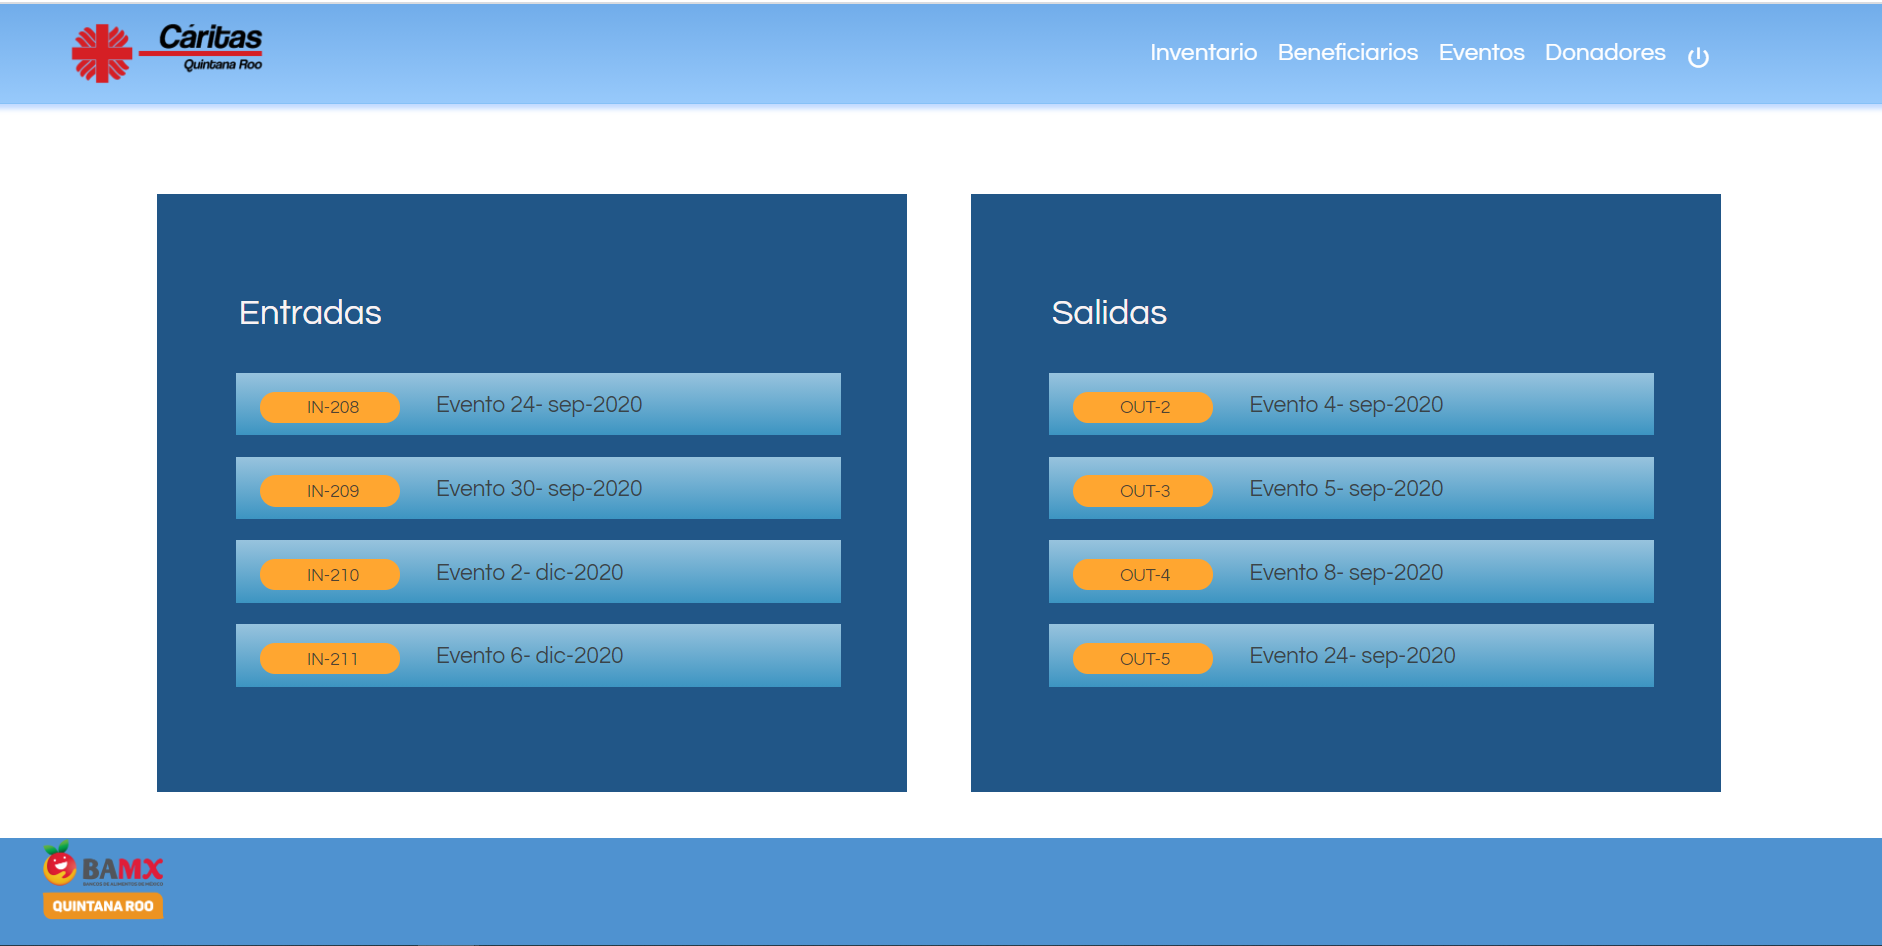 Cáritas
Quintana Roo
Inventario Beneficiarios Eventos Donadores
Entradas
IN-208 Evento 24- sep-2020
IN-209 Evento 30- sep-2020
IN-210 Evento 2- dic-2020
IN-211 Evento 6- dic-2020
Salidas
OUT-2 Evento 4- sep-2020
OUT-3 Evento 5- sep-2020
OUT-4 Evento 8- sep-2020
OUT-5 Evento 24- sep-2020
BAMX
BANCOS DE ALIMENTOS DE MÉXICO
QUINTANA ROO